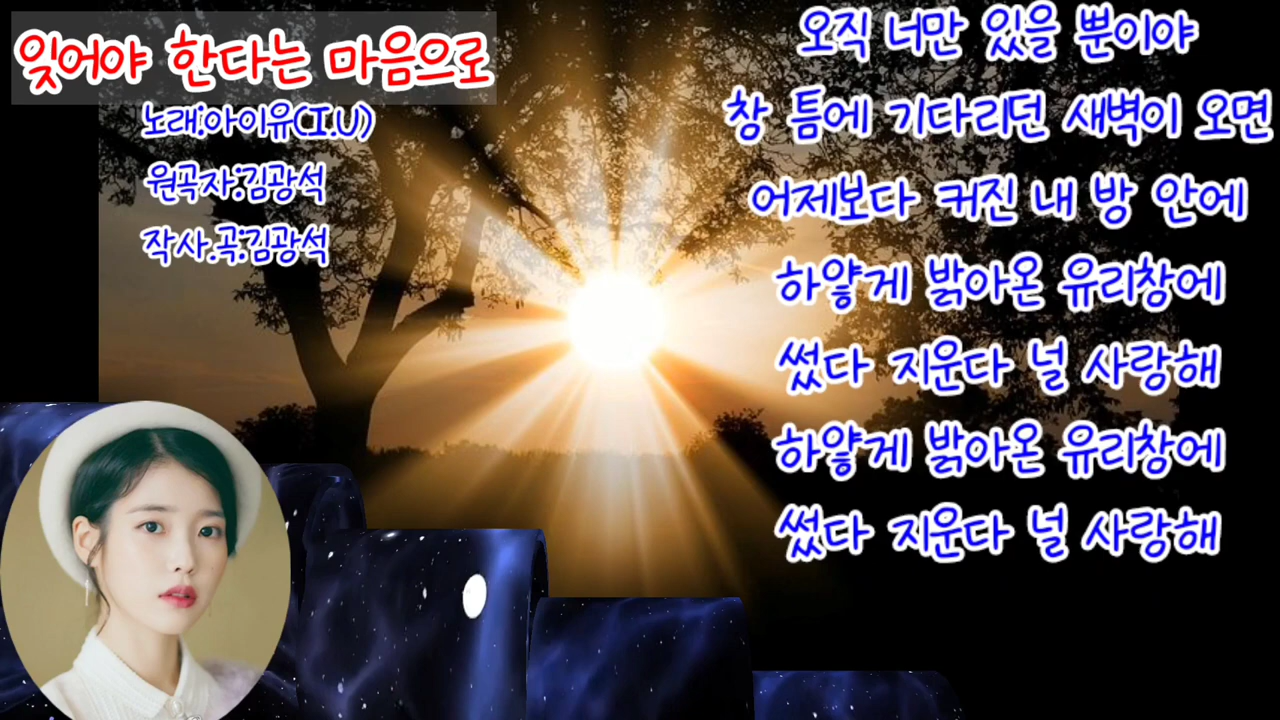 잊어야 한다는 마음으로
노래:아이유(I.U)
원곡자:김광석
작사.곡:김광석
오직 너만 있을 뿐이야
창 틈에 기다리던 새벽이 오면
어제보다 커진 내 방 안에
하얗게 밝아온 유리창에
썼다 지운다 널 사랑해
하얗게 밝아온 유리창에
썼다 지운다 널 사랑해